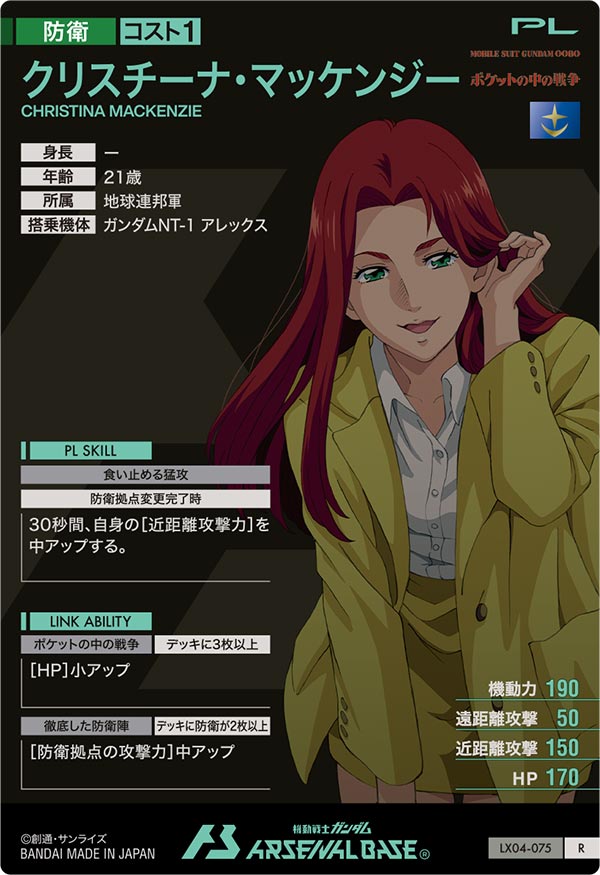 防衛 コスト1
PL
クリスチーナ・マッケンジー
CHRISTINA MACKENZIE
MOBILE SUIT GUNDAM 0080
ポケットの中の戦争
身長 ー
年齢 21歳
所属 地球連邦軍
搭乗機体 ガンダムNT-1 アレックス
PL SKILL
食い止める猛攻
防衛拠点変更完了時
30秒間、自身の[近距離攻撃力]を
中アップする。
LINK ABILITY
ポケットの中の戦争 デッキに3枚以上
[HP]小アップ
徹底した防衛陣 デッキに防衛が2枚以上
[防衛拠点の攻撃力]中アップ
機動力 190
遠距離攻撃 50
近距離攻撃 150
HP 170
©創通・サンライズ
BANDAI MADE IN JAPAN
機動戦士ガンダム
ARSENAL BASE®
LX04-075 R